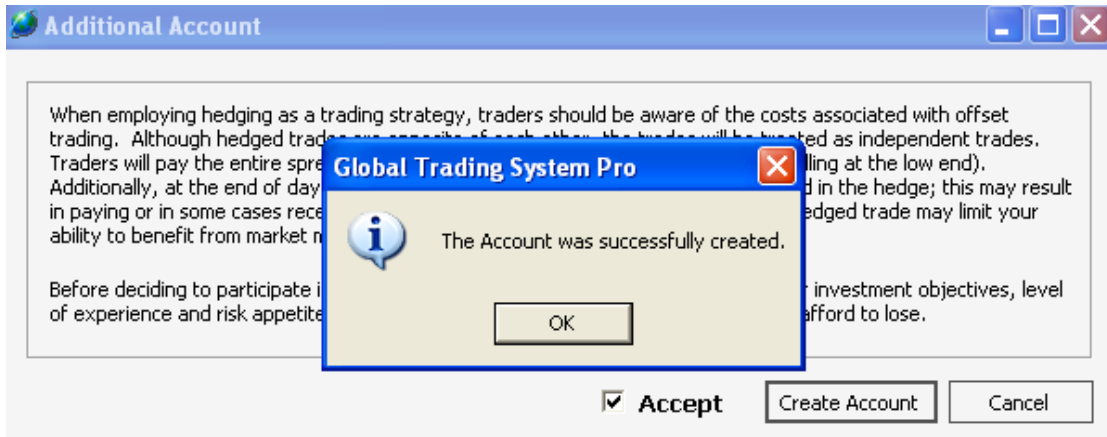 Additional Account
When employing hedging as a trading strategy, traders should be aware of the costs associated with offset
trading. Although hedged trades are opposite of each other, the trades will be treated as independent trades.
Traders will pay the entire spre lling at the low end).
Additionally, at the end of day d in the hedge; this may result
in paying or in some cases rece edged trade may limit your
ability to benefit from market
Before deciding to participate i investment objectives, level
of experience and risk appetite afford to lose.
Global Trading System Pro
The Account was successfully created.
OK
Accept
Create Account
Cancel